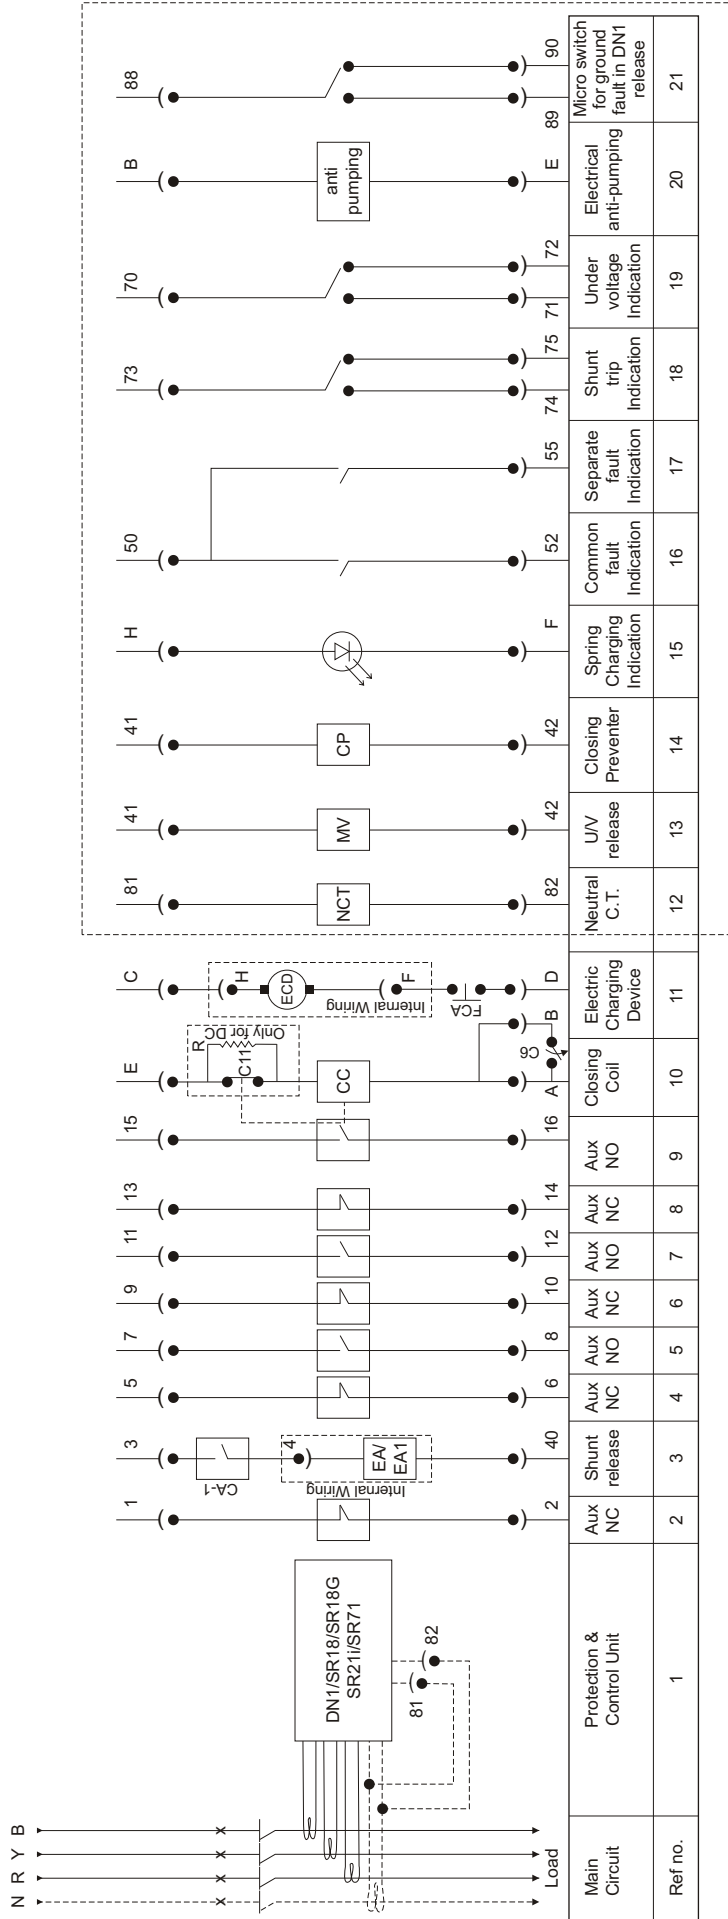 N R Y B
Load
DN1/SR18/SR18G
SR21i/SR71
81
82
1
3
5
7
9
11
13
15
E
C
81
41
41
H
50
73
70
B
88
CA-1
4
EA/
EA1
Internal Wiring
Only for DC
R
C11
CC
H
ECD
F
Internal Wiring
FCA
C6
NCT
MV
CP
anti
pumping
2
40
6
8
10
12
14
16
A
B
D
82
42
42
F
52
55
74
75
71
72
E
89
90
Main
Circuit
Protection &
Control Unit
Aux
NC
Shunt
release
Aux
NC
Aux
NO
Aux
NC
Aux
NO
Aux
NC
Aux
NO
Closing
Coil
Electric
Charging
Device
Neutral
C.T.
U/V
release
Closing
Preventer
Spring
Charging
Indication
Common
fault
Indication
Separate
fault
Indication
Shunt
trip
Indication
Under
voltage
Indication
Electrical
anti-pumping
Micro switch
for ground
fault in DN1
release
Ref no.
1
2
3
4
5
6
7
8
9
10
11
12
13
14
15
16
17
18
19
20
21